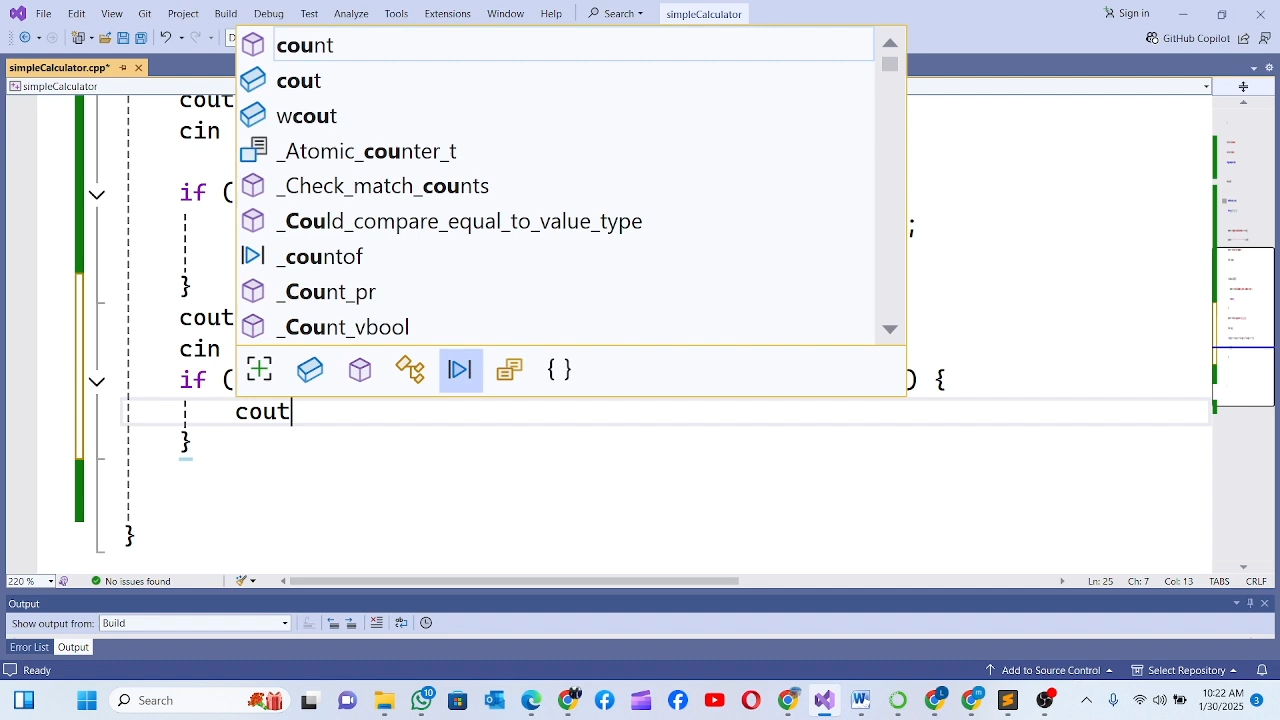 File Edit View Git Project Build Debug Test Analyze Tools Extensions Window Help Search simpleCalculator Sign in
D GitHub Copilot
simpleCalculator.cpp*
simpleCalculator
cout
cin
if (
;
}
cout
cin
if ( ) {
cout
}
}
count
cout
wcout
_Atomic_counter_t
_Check_match_counts
_Could_compare_equal_to_value_type
_countof
_Count_pr
_Count_vbool
{ }
220 % No issues found Ln: 25 Ch: 7 Col: 13 TABS CRLF
Output
Show output from: Build
Error List Output
Ready Add to Source Control Select Repository
Search 10 10:22 AM 3
1/30/2025